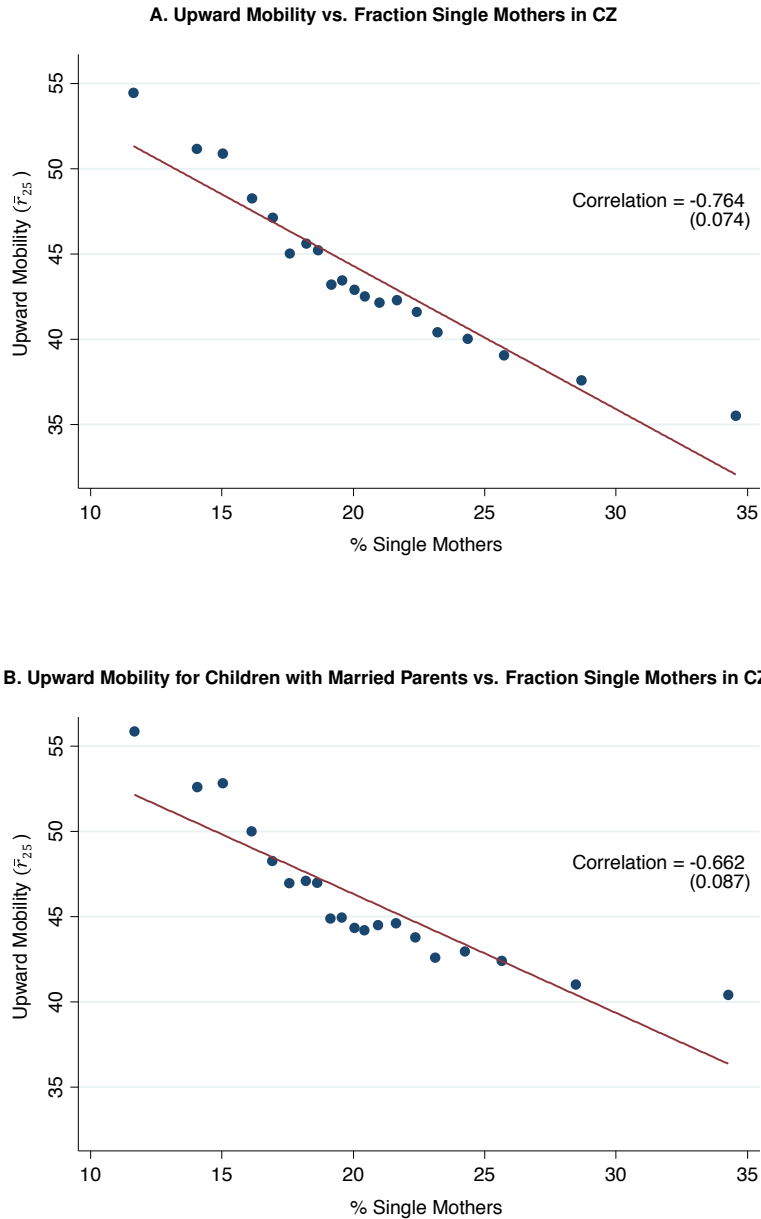 A. Upward Mobility vs. Fraction Single Mothers in CZ
Upward Mobility (r̄₂₅)
55
50
45
40
35
Correlation = -0.764
(0.074)
10 15 20 25 30 35
% Single Mothers
B. Upward Mobility for Children with Married Parents vs. Fraction Single Mothers in CZ
Upward Mobility (r̄₂₅)
55
50
45
40
35
Correlation = -0.662
(0.087)
10 15 20 25 30 35
% Single Mothers